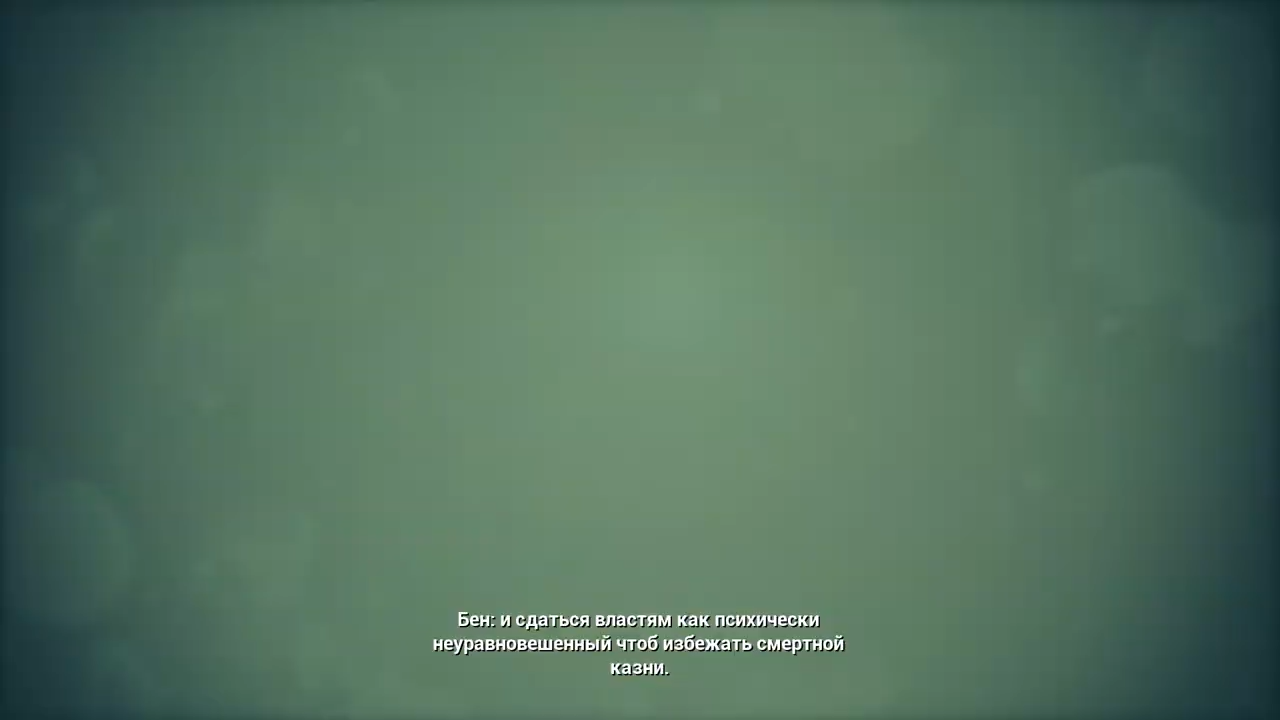 Бен: и сдаться властям как психически
неуравновешенный чтоб избежать смертной
казни.